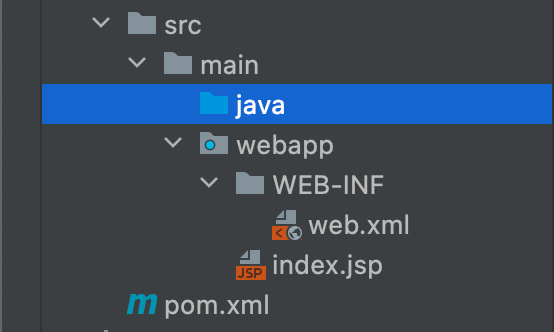 src
main
java
webapp
WEB-INF
web.xml
JSP index.jsp
m pom.xml